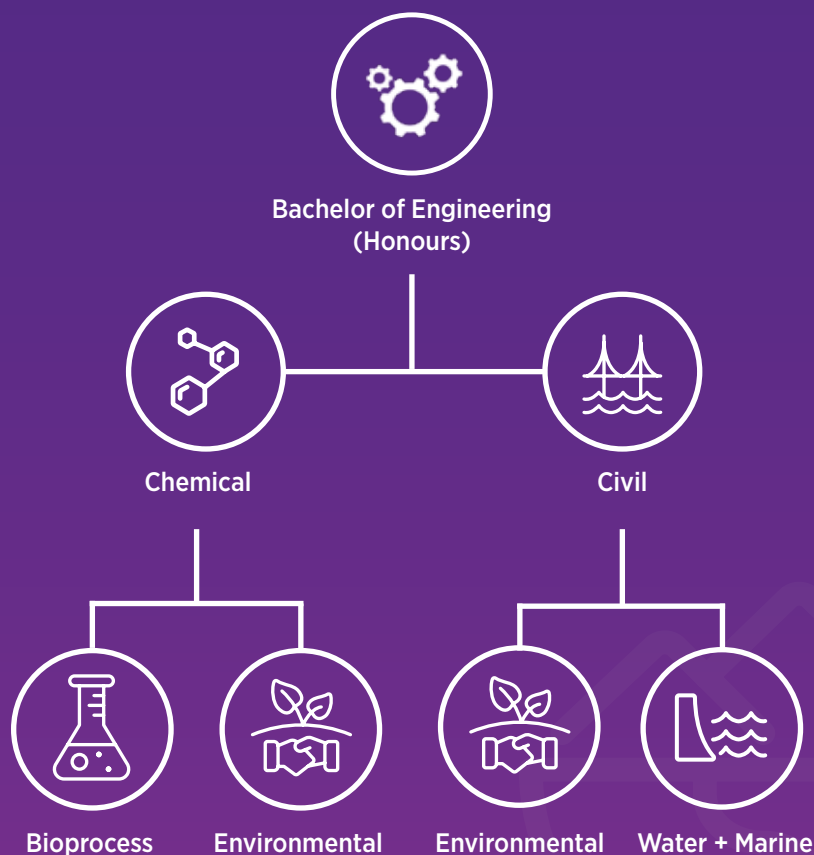 Bachelor of Engineering
(Honours)
Chemical
Civil
Bioprocess
Environmental
Environmental
Water + Marine